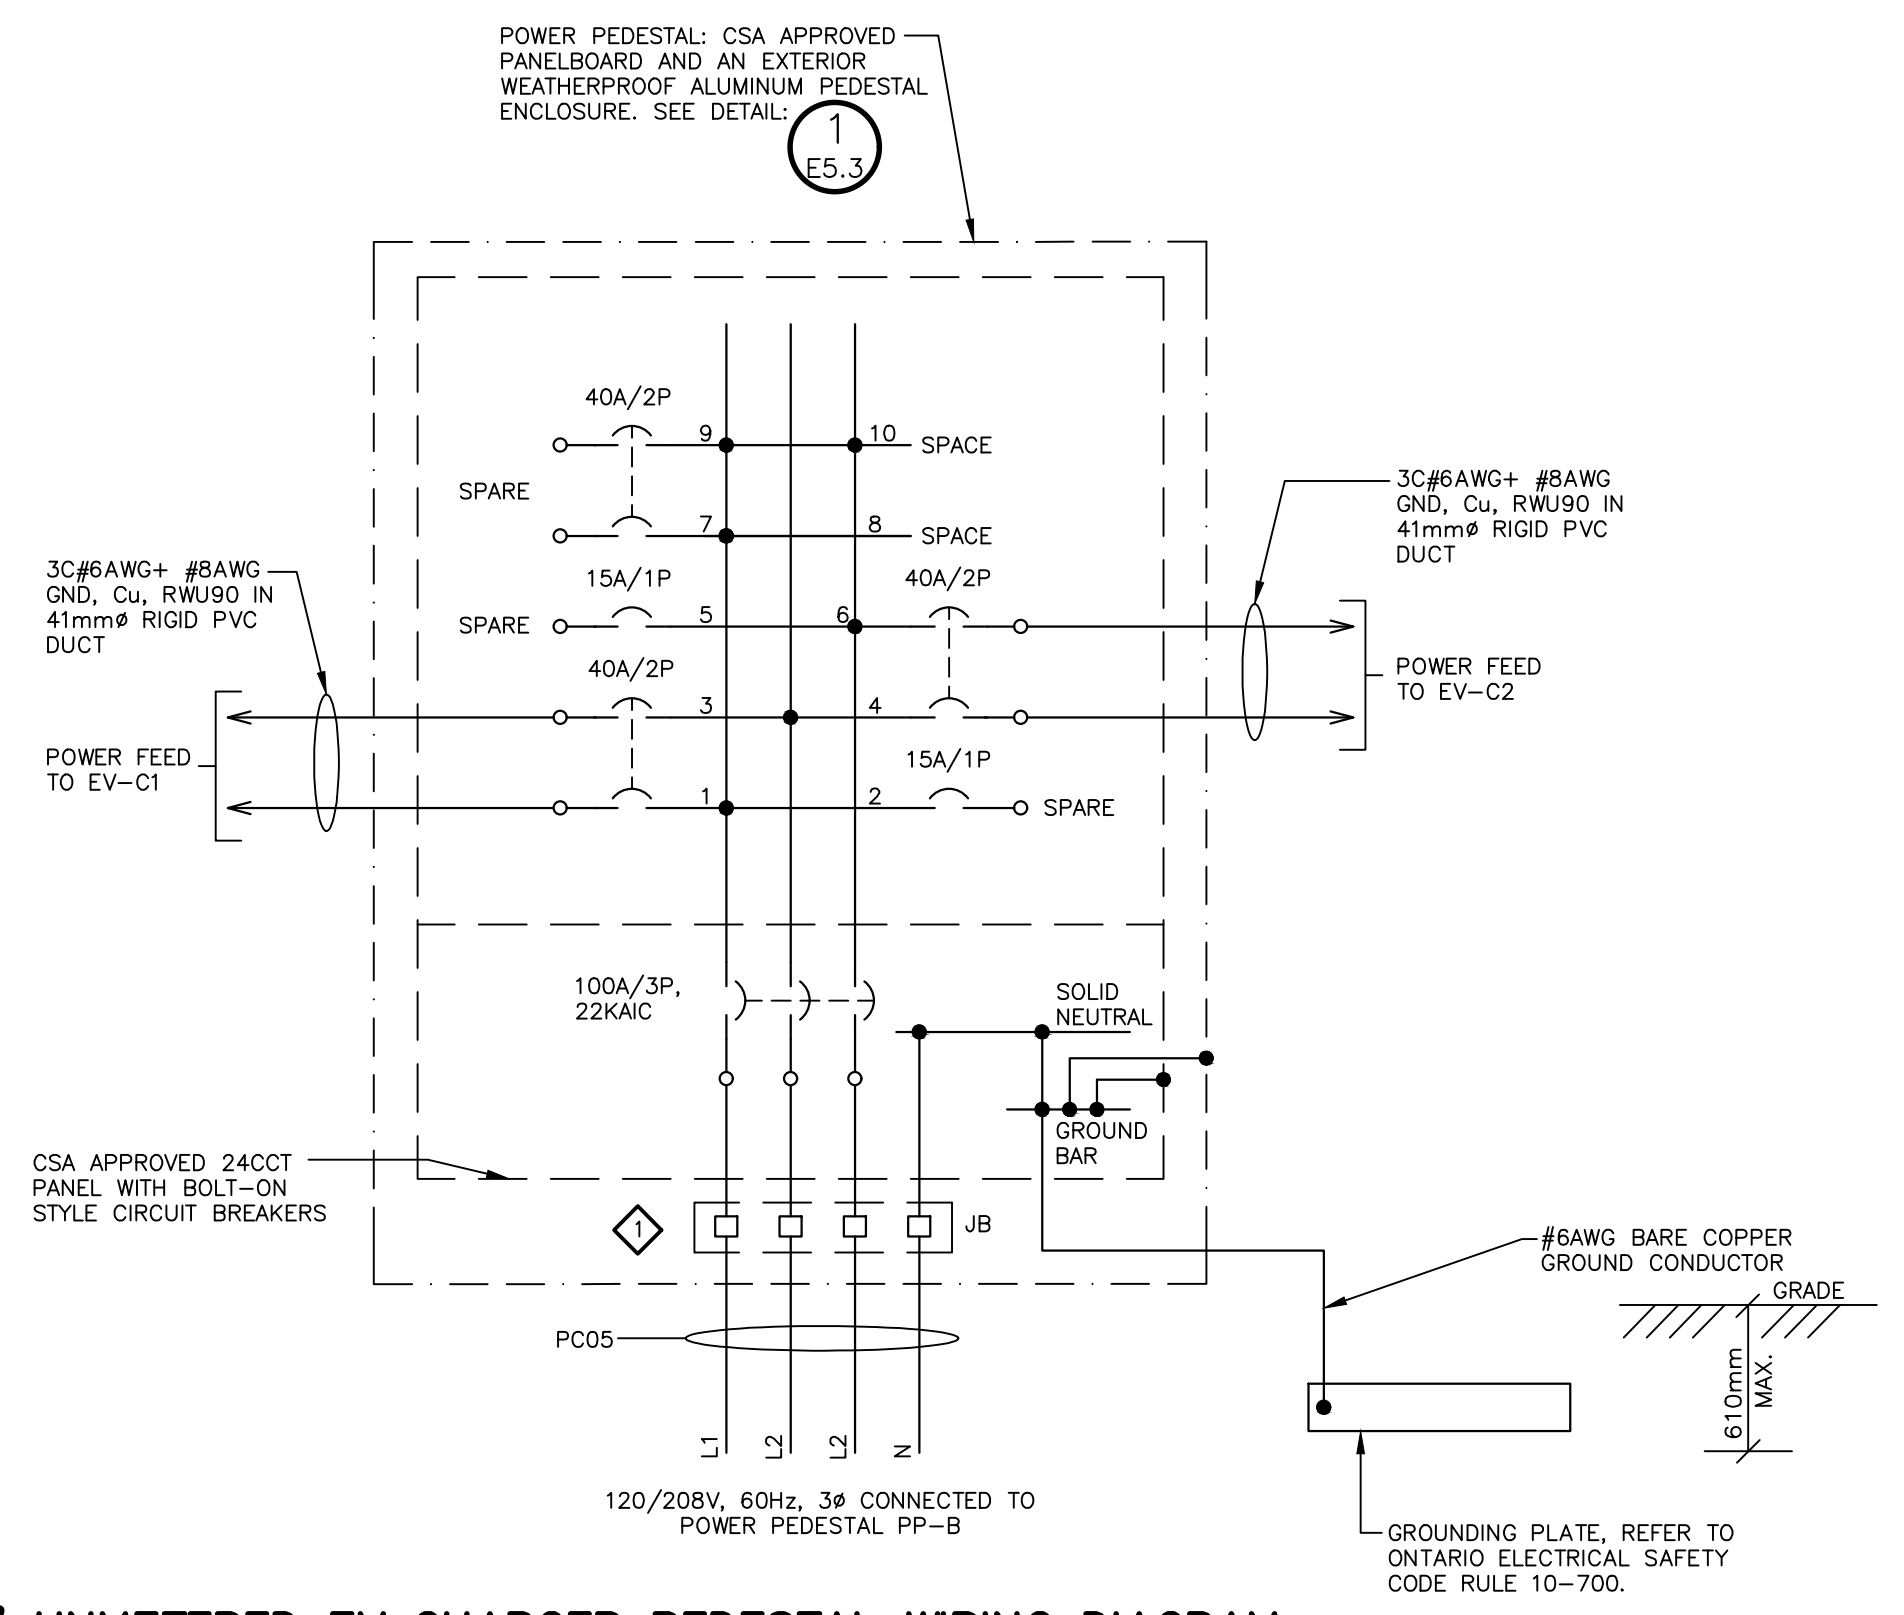 POWER PEDESTAL: CSA APPROVED
PANELBOARD AND AN EXTERIOR
WEATHERPROOF ALUMINUM PEDESTAL
ENCLOSURE. SEE DETAIL:
1
E5.3
40A/2P
9
10
SPACE
SPARE
7
8
SPACE
15A/1P
40A/2P
SPARE
5
6
40A/2P
3
4
15A/1P
1
2
SPARE
3C#6AWG+ #8AWG
GND, Cu, RWU90 IN
41mmø RIGID PVC
DUCT
POWER FEED
TO EV-C1
3C#6AWG+ #8AWG
GND, Cu, RWU90 IN
41mmø RIGID PVC
DUCT
POWER FEED
TO EV-C2
100A/3P,
22KAIC
SOLID
NEUTRAL
GROUND
BAR
CSA APPROVED 24CCT
PANEL WITH BOLT-ON
STYLE CIRCUIT BREAKERS
1
JB
#6AWG BARE COPPER
GROUND CONDUCTOR
GRADE
610mm
MAX.
PC05
L1
L2
L2
N
120/208V, 60Hz, 3ø CONNECTED TO
POWER PEDESTAL PP-B
GROUNDING PLATE, REFER TO
ONTARIO ELECTRICAL SAFETY
CODE RULE 10-700.
UNMETERED EV CHARGER PEDESTAL WIRING DIAGRAM